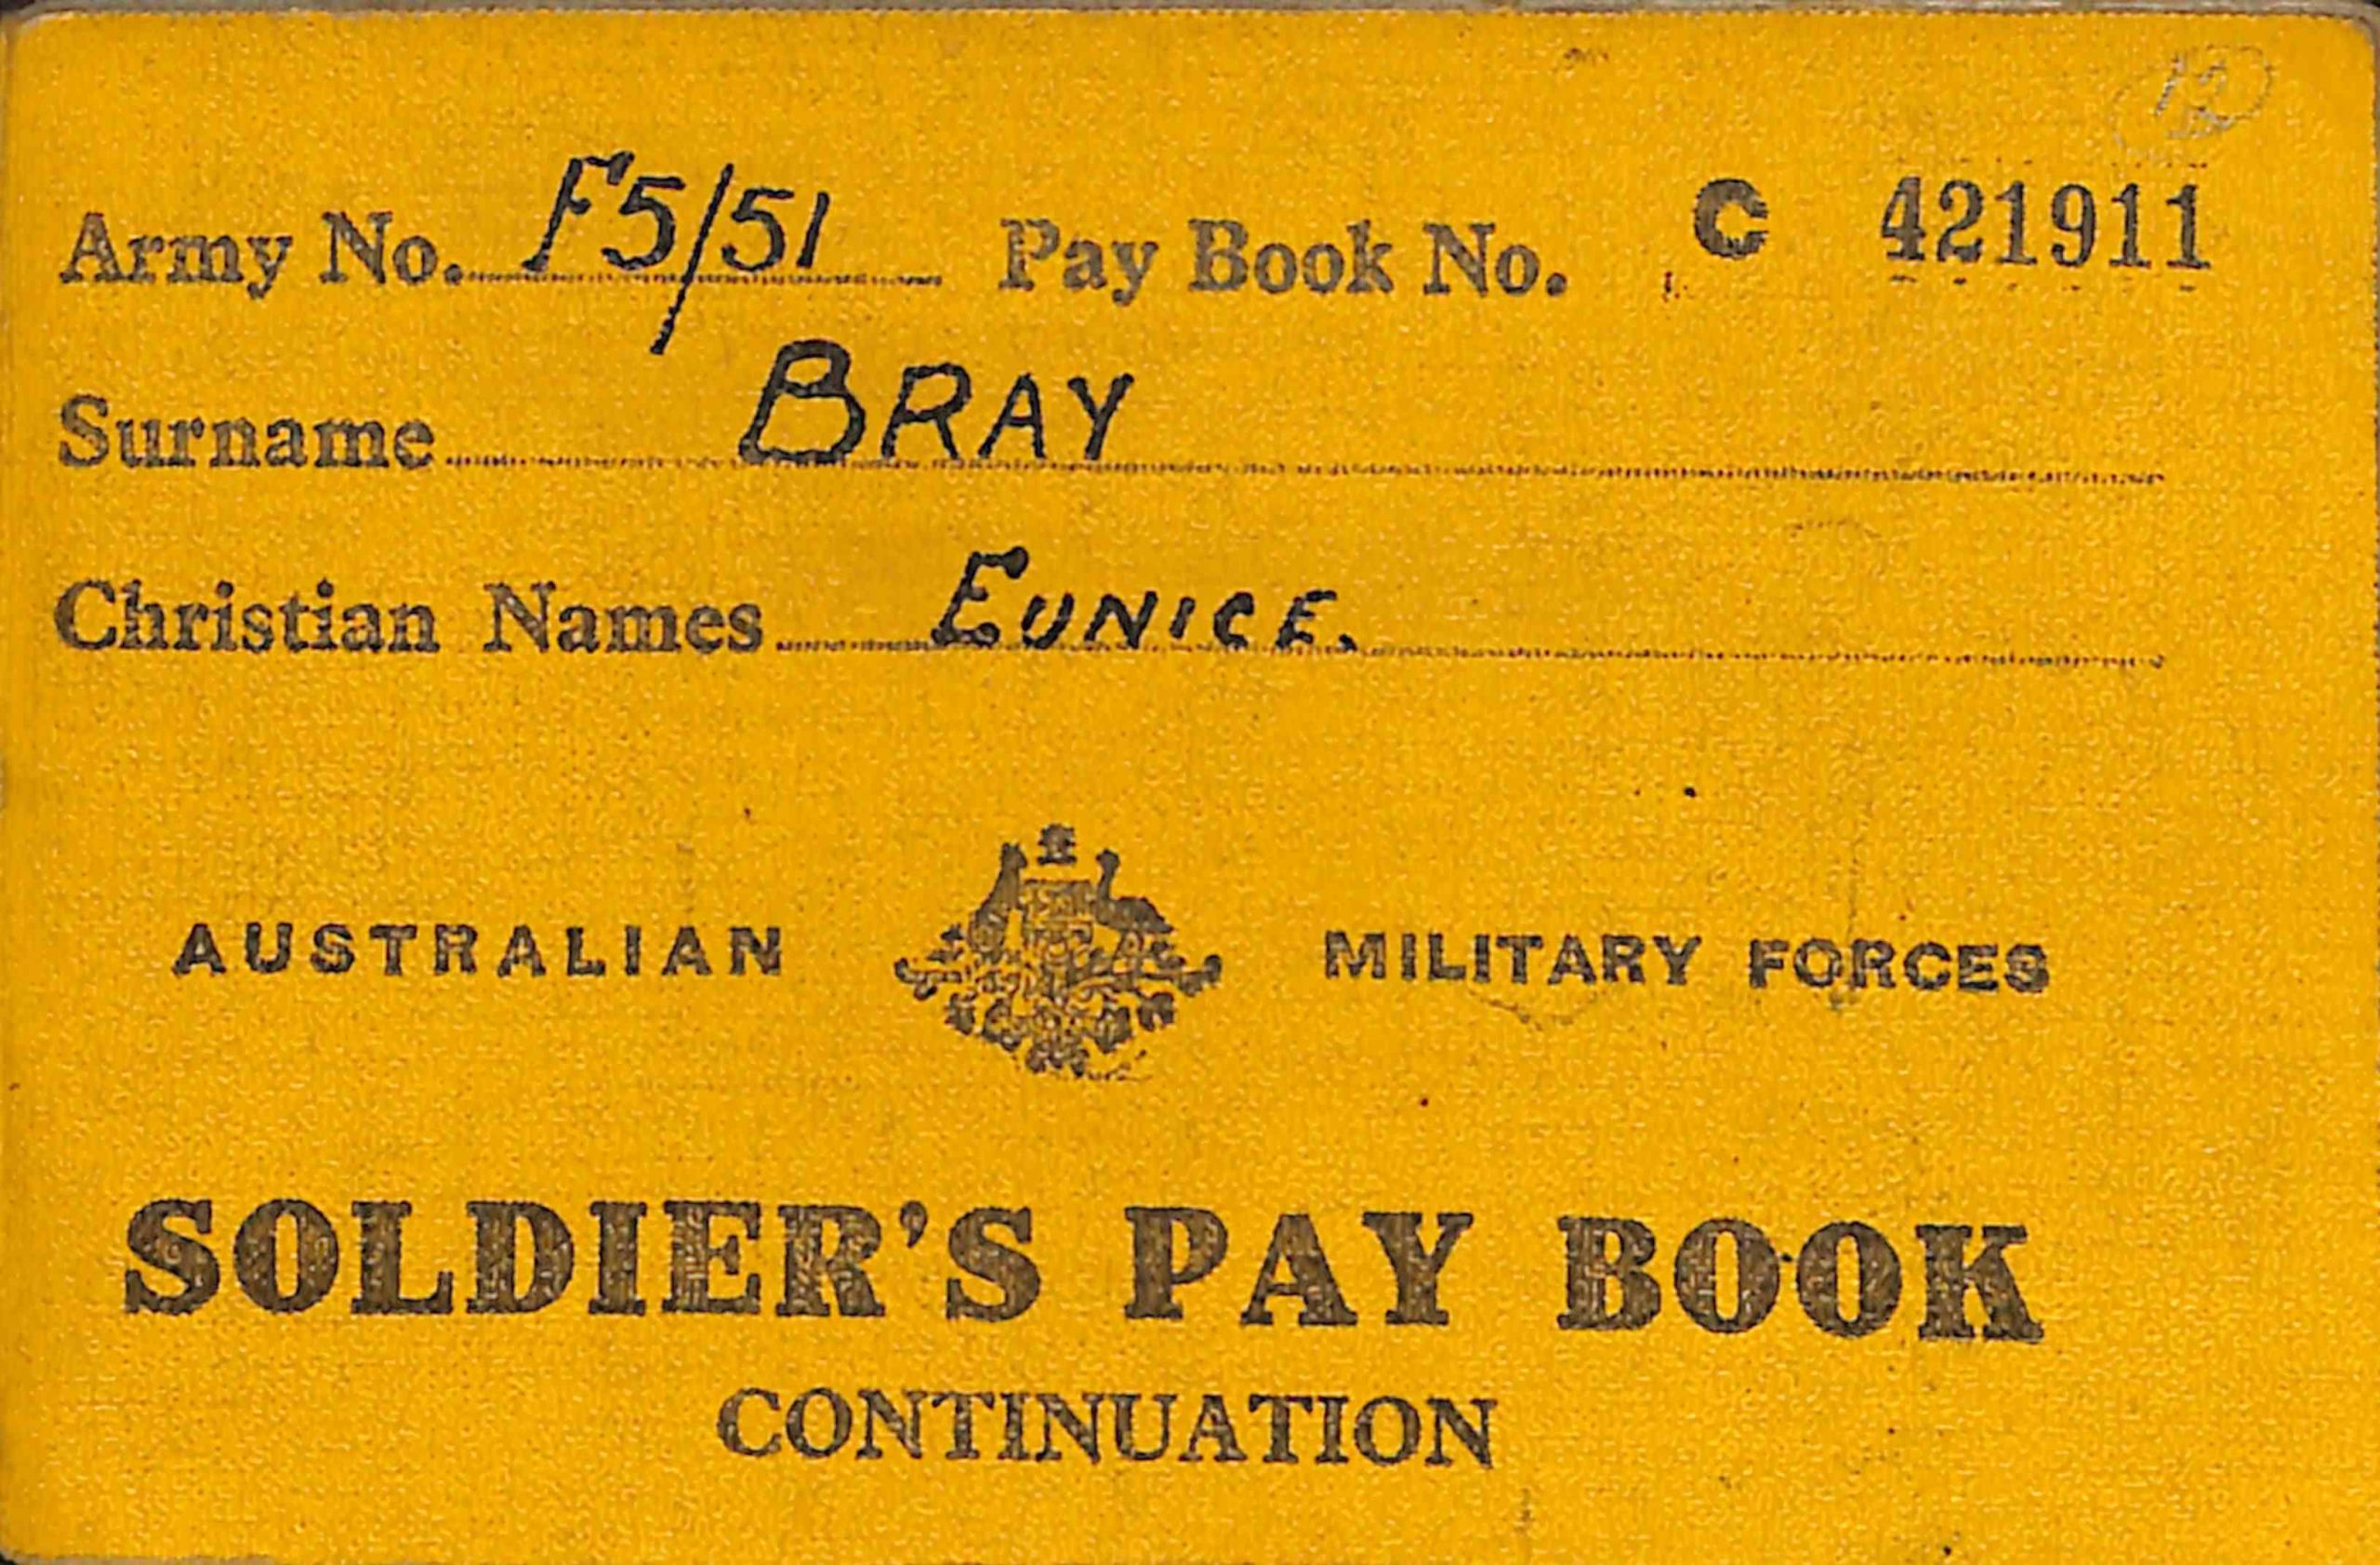 12
Army No. F5/51 Pay Book No. C 421911
Surname BRAY
Christian Names EUNICE.
AUSTRALIAN MILITARY FORCES
SOLDIER'S PAY BOOK
CONTINUATION